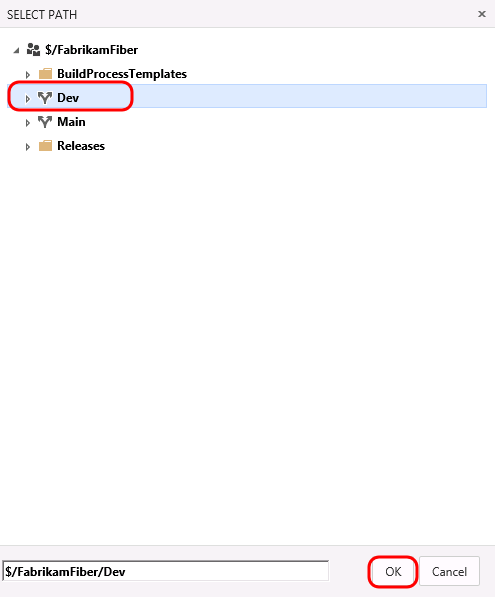 SELECT PATH
$/FabrikamFiber
BuildProcessTemplates
Dev
Main
Releases
$/FabrikamFiber/Dev
OK
Cancel